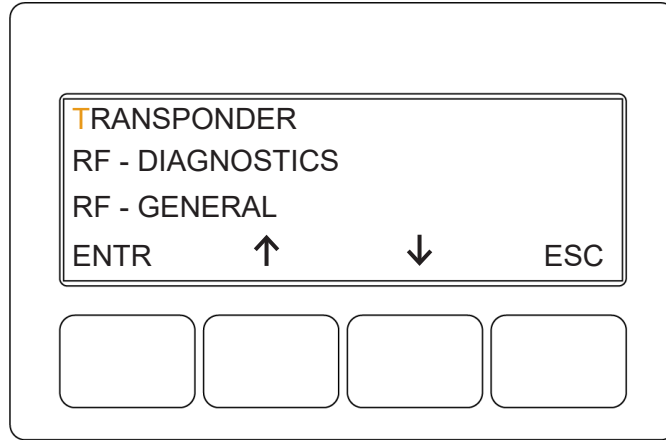 TRANSPONDER
RF - DIAGNOSTICS
RF - GENERAL
ENTR ↑ ↓ ESC